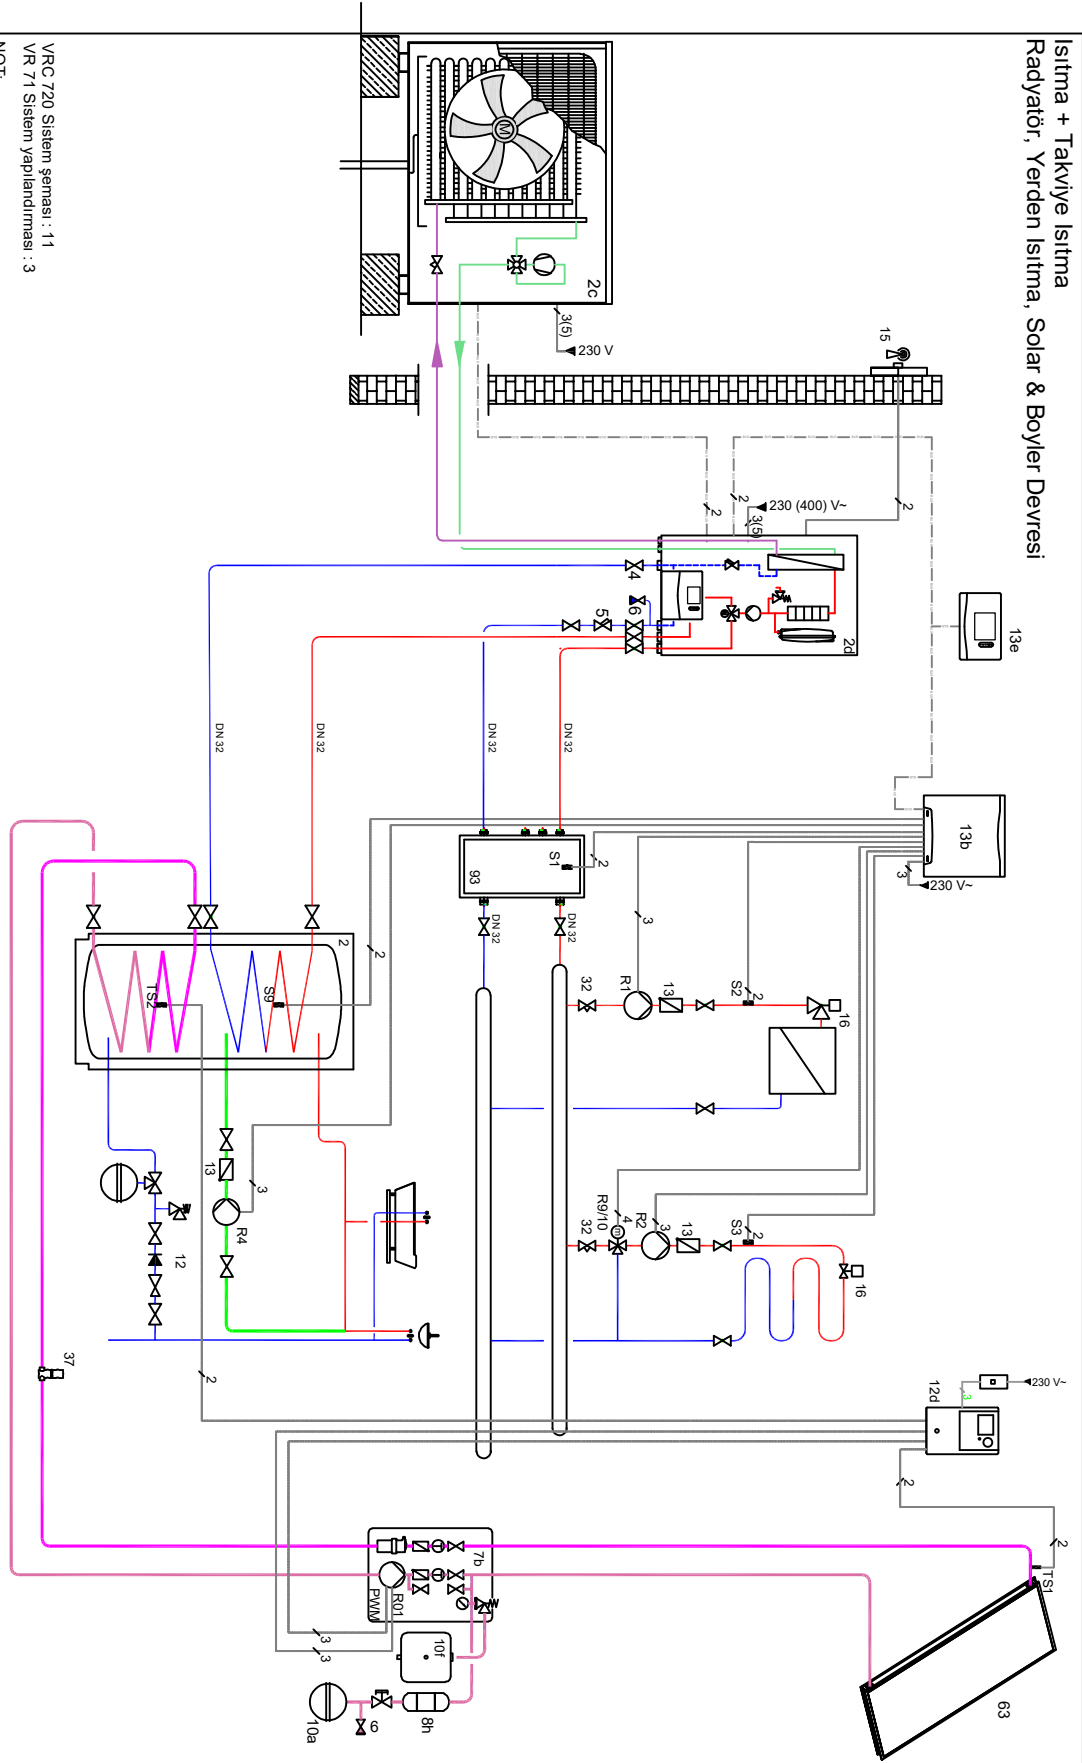 Isıtma + Takviye Isıtma
Radyatör, Yerden Isıtma, Solar & Boyler Devresi
VRC 720 Sistem şeması : 11
VR 71 Sistem yapılandırması : 3
2c
3(5)
230 V
15
2
230 (400) V~
3(5)
2
2
2d
13e
4
5
6
13b
3
230 V~
DN 32
DN 32
DN 32
DN 32
S1
2
93
DN 32
DN 32
3
R1
32
13
S2
2
16
2
S9
TS2
2
13
3
R4
12
R9/10
4
32
R2
3
13
S3
2
16
37
2
12d
3
230 V~
2
2
TS1
63
7b
R01
PWM
3
3
10f
8h
6
10a